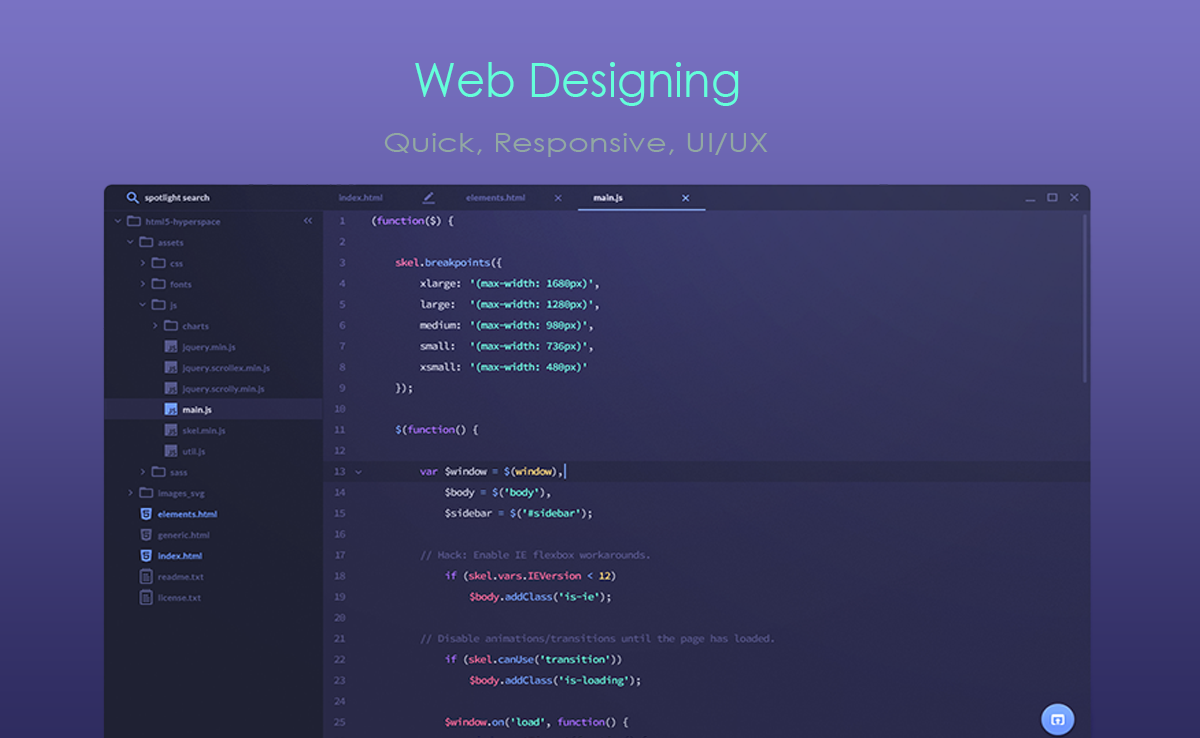 Web Designing
Quick, Responsive, UI/UX
spotlight search
index.html
elements.html
main.js
html5-hyperspace
assets
css
fonts
js
charts
jquery.min.js
jquery.scrollex.min.js
jquery.scrolly.min.js
main.js
skel.min.js
util.js
sass
images_svg
elements.html
generic.html
index.html
readme.txt
license.txt
1 (function($) {
2
3 skel.breakpoints({
4 xlarge: '(max-width: 1680px)',
5 large: '(max-width: 1280px)',
6 medium: '(max-width: 980px)',
7 small: '(max-width: 736px)',
8 xsmall: '(max-width: 480px)'
9 });
10
11 $(function() {
12
13 var $window = $(window),
14 $body = $('body'),
15 $sidebar = $('#sidebar');
16
17 // Hack: Enable IE flexbox workarounds.
18 if (skel.vars.IEVersion < 12)
19 $body.addClass('is-ie');
20
21 // Disable animations/transitions until the page has loaded.
22 if (skel.canUse('transition'))
23 $body.addClass('is-loading');
24
25 $window.on('load', function() {